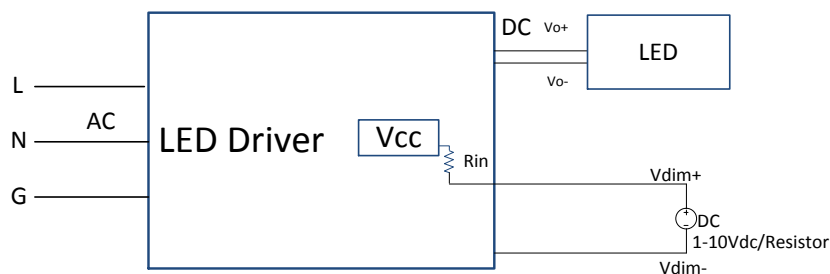 DC
Vo+
LED
Vo-
L
AC
N
G
LED Driver
Vcc
Rin
Vdim+
+
-
DC
1-10Vdc/Resistor
Vdim-